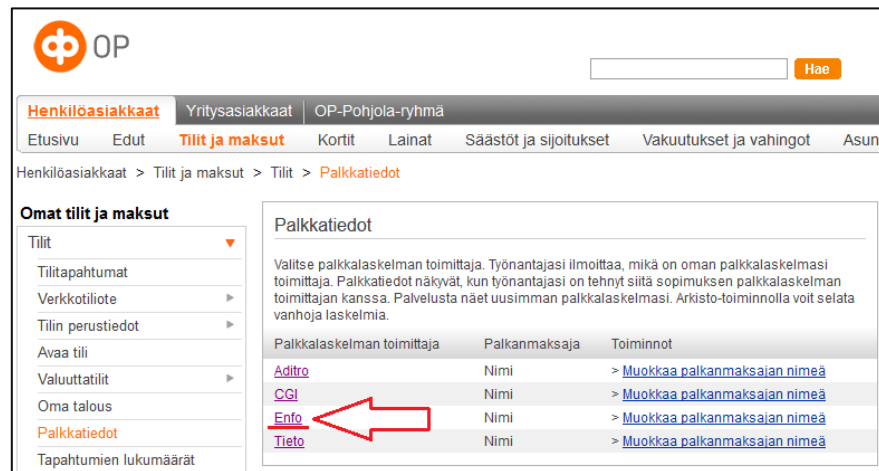 OP
Hae
Henkilöasiakkaat Yritysasiakkaat OP-Pohjola-ryhmä
Etusivu Edut Tilit ja maksut Kortit Lainat Säästöt ja sijoitukset Vakuutukset ja vahingot Asun
Henkilöasiakkaat > Tilit ja maksut > Tilit > Palkkatiedot
Omat tilit ja maksut
Tilit
Tilitapahtumat
Verkkotiliote
Tilin perustiedot
Avaa tili
Valuuttatilit
Oma talous
Palkkatiedot
Tapahtumien lukumäärät
Palkkatiedot
Valitse palkkalaskelman toimittaja. Työnantajasi ilmoittaa, mikä on oman palkkalaskelmasi
toimittaja. Palkkatiedot näkyvät, kun työnantajasi on tehnyt siitä sopimuksen palkkalaskelman
toimittajan kanssa. Palvelusta näet uusimman palkkalaskelmasi. Arkisto-toiminnolla voit selata
vanhoja laskelmia.
Palkkalaskelman toimittaja Palkanmaksaja Toiminnot
Aditro Nimi > Muokkaa palkanmaksajan nimeä
CGI Nimi > Muokkaa palkanmaksajan nimeä
Enfo Nimi > Muokkaa palkanmaksajan nimeä
Tieto Nimi > Muokkaa palkanmaksajan nimeä